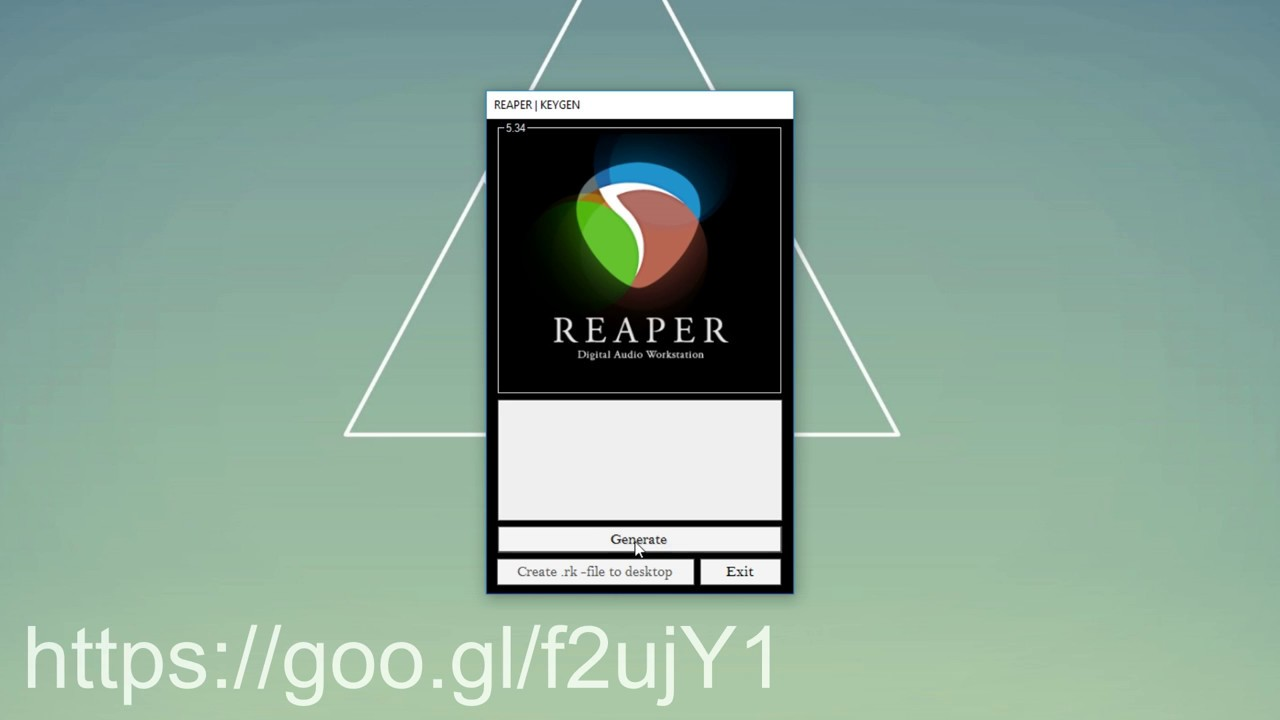 REAPER | KEYGEN
5.34
REAPER
Digital Audio Workstation
Generate
Create .rk -file to desktop
Exit
https://goo.gl/f2ujY1